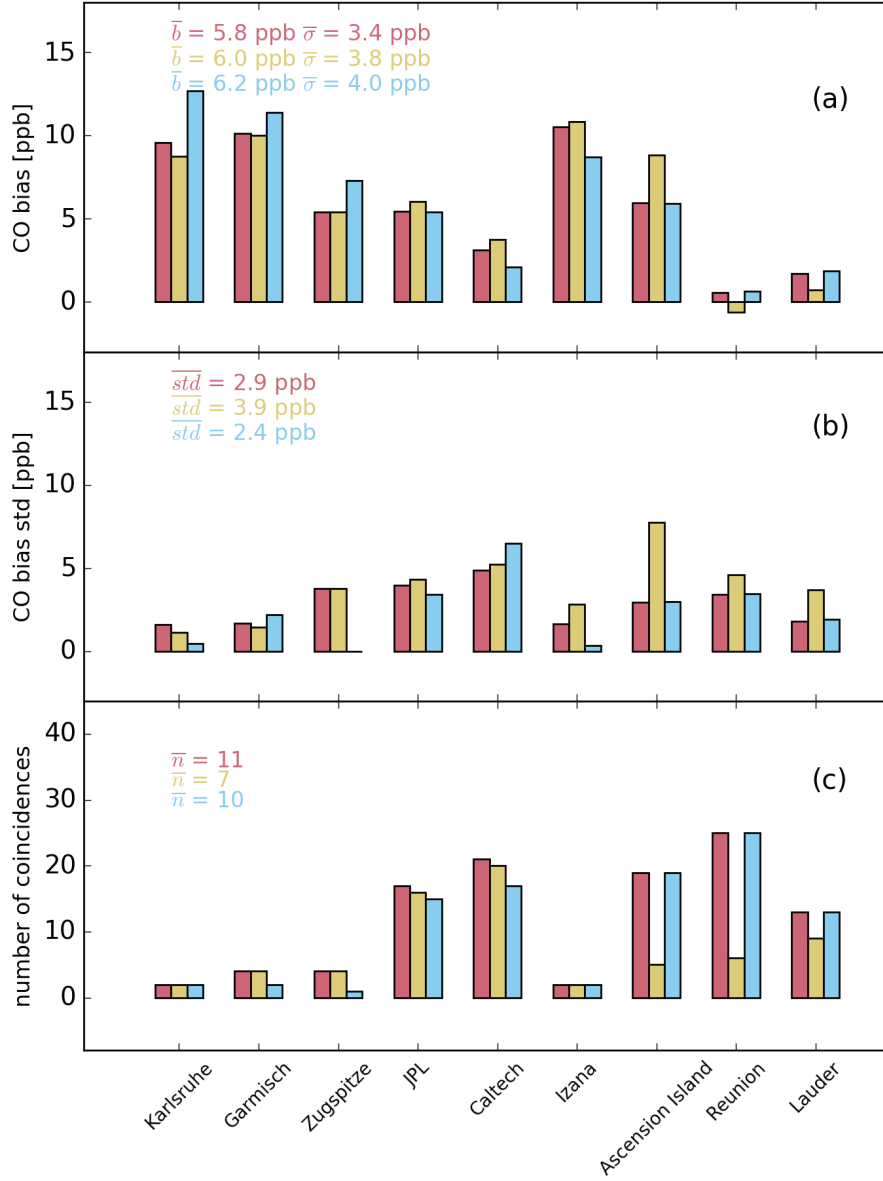 b̅ = 5.8 ppb σ̅ = 3.4 ppb
b̅ = 6.0 ppb σ̅ = 3.8 ppb
b̅ = 6.2 ppb σ̅ = 4.0 ppb
(a)
CO bias [ppb]
15
10
5
0
s̅t̅d̅ = 2.9 ppb
s̅t̅d̅ = 3.9 ppb
s̅t̅d̅ = 2.4 ppb
(b)
CO bias std [ppb]
15
10
5
0
n̅ = 11
n̅ = 7
n̅ = 10
(c)
number of coincidences
40
30
20
10
0
Karlsruhe
Garmisch
Zugspitze
JPL
Caltech
Izana
Ascension Island
Reunion
Lauder